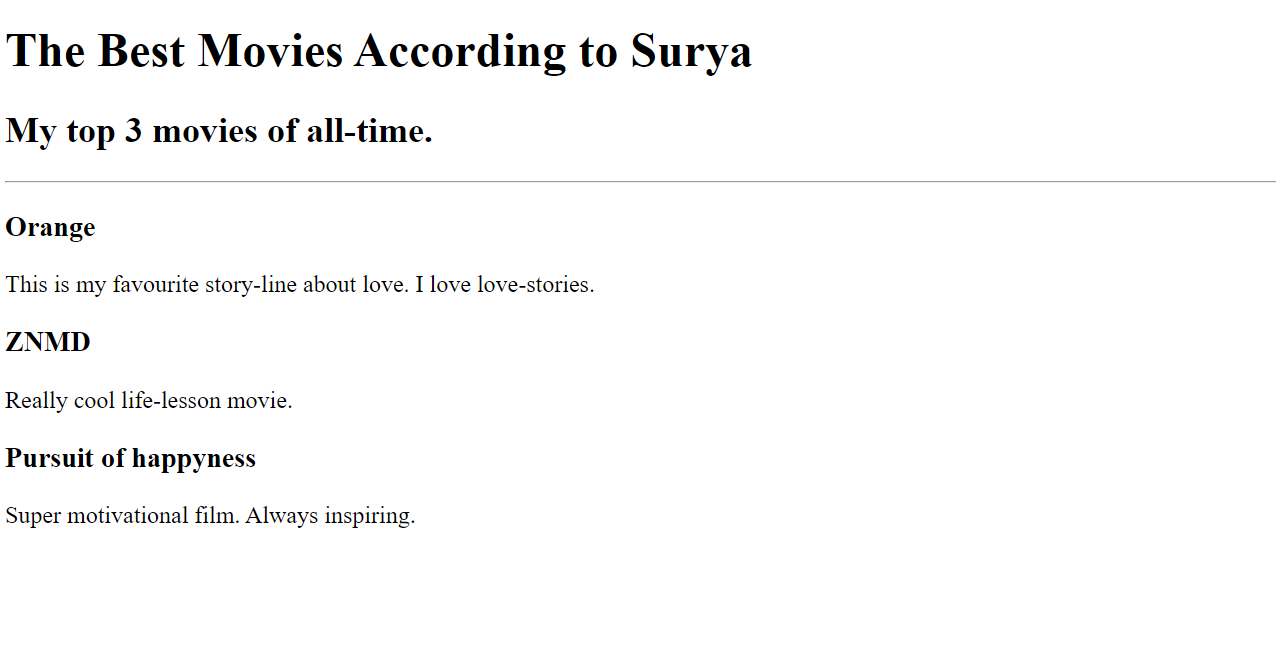 The Best Movies According to Surya
My top 3 movies of all-time.
Orange
This is my favourite story-line about love. I love love-stories.
ZNMD
Really cool life-lesson movie.
Pursuit of happyness
Super motivational film. Always inspiring.